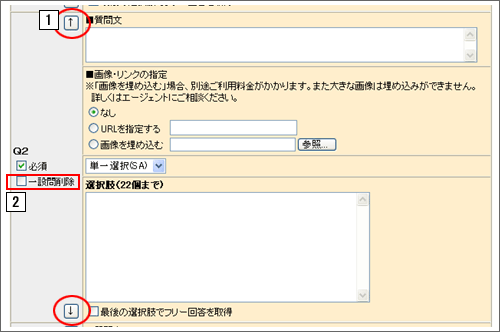 1
↑
■質問文
■画像・リンクの指定
※「画像を埋め込む」場合、別途ご利用料金がかかります。また大きな画像は埋め込みができません。
詳しくはエージェントにご相談ください。
なし
URLを指定する
画像を埋め込む 参照...
Q2
必須
単一選択(SA)
一設問削除
2
選択肢(22個まで)
↓
最後の選択肢でフリー回答を取得